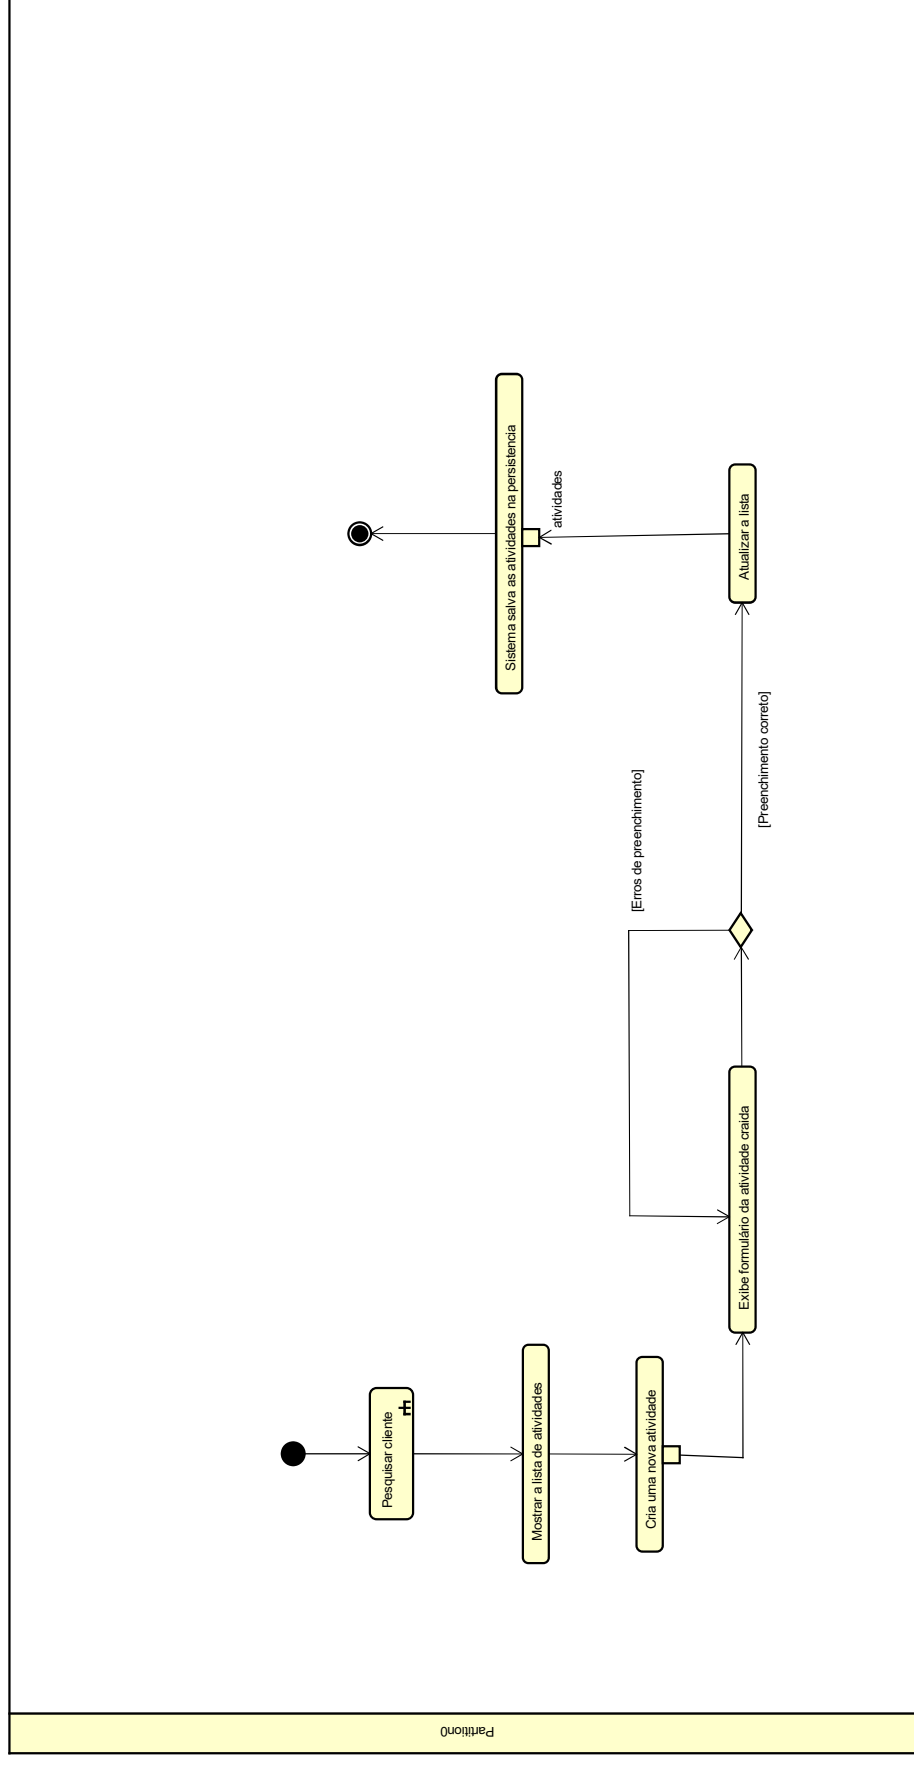 Pesquisar cliente
Mostrar a lista de atividades
Cria uma nova atividade
Exibe formulário da atividade craida
[Erros de preenchimento]
[Preenchimento correto]
Atualizar a lista
atividades
Sistema salva as atividades na persistencia
Partition0